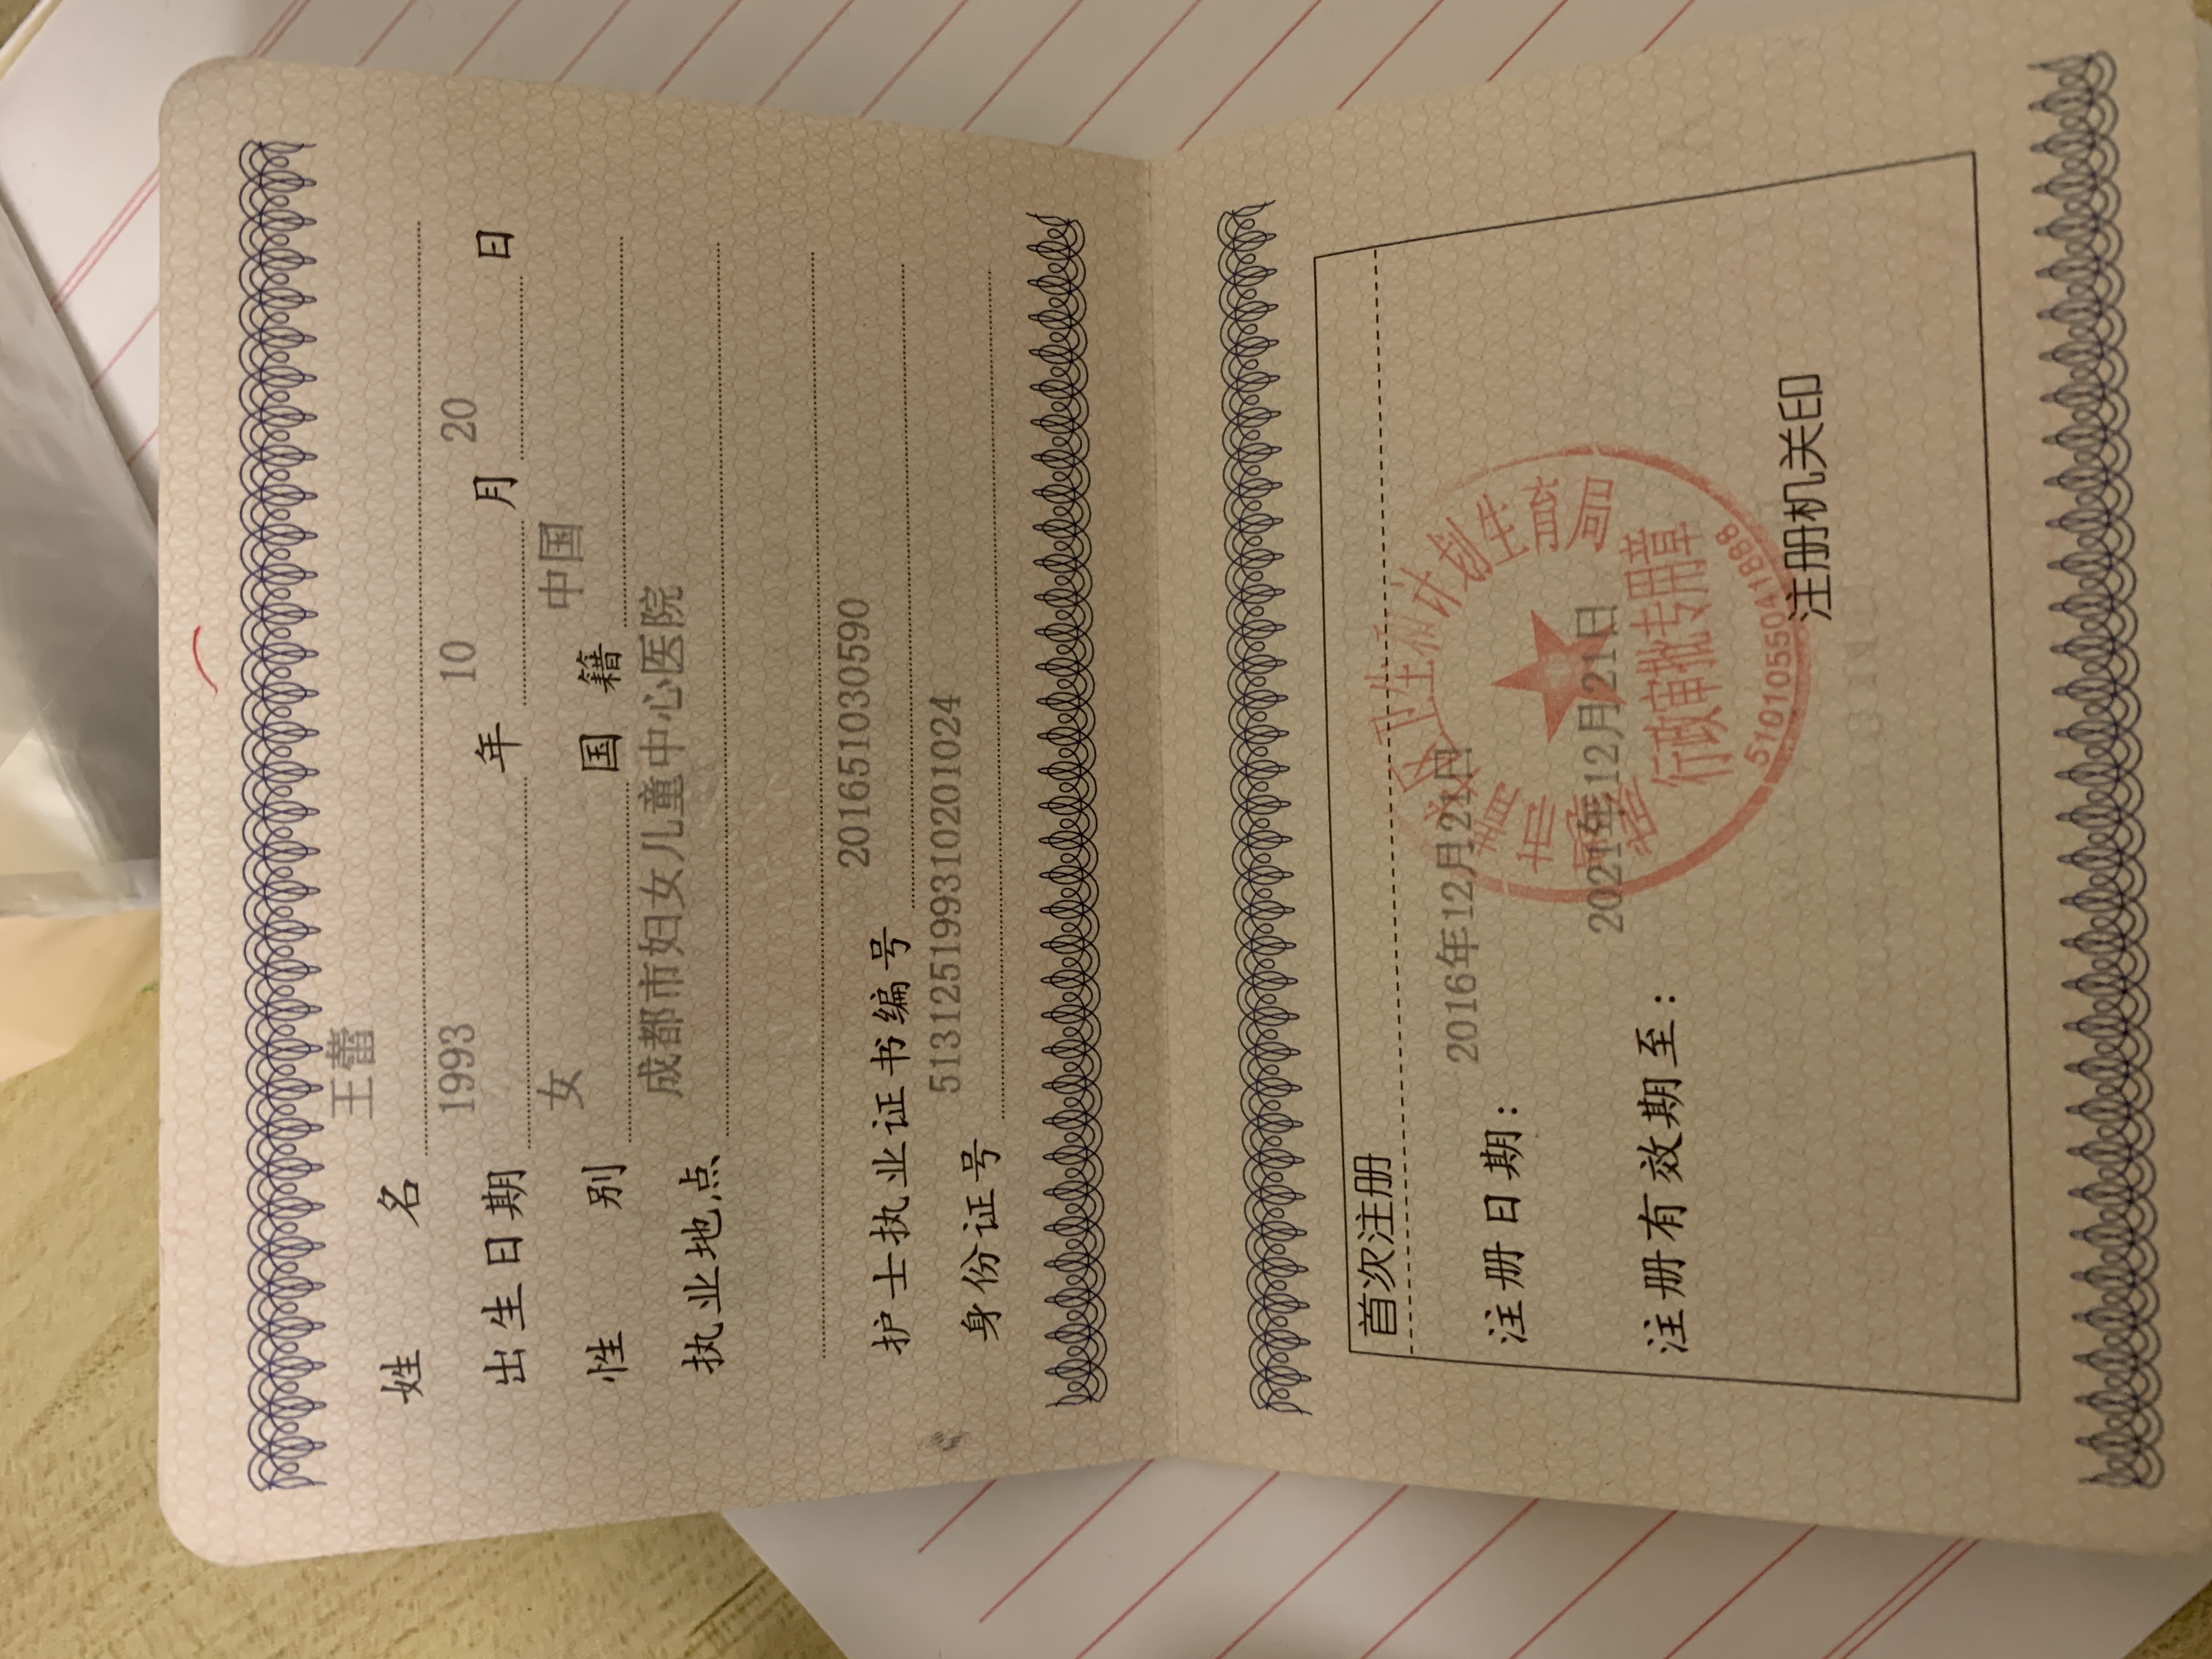 姓名 王蕾
出生日期 1993 年 10 月 20 日
性别 女 国籍 中国
执业地点 成都市妇女儿童中心医院
护士执业证书编号 201651030590
身份证号 513125199310201024
首次注册
注册日期: 2016年12月21日
注册有效期至: 2021年12月21日
成都市青羊区卫生和计划生育局
行政审批专用章
5101055041888
注册机关印